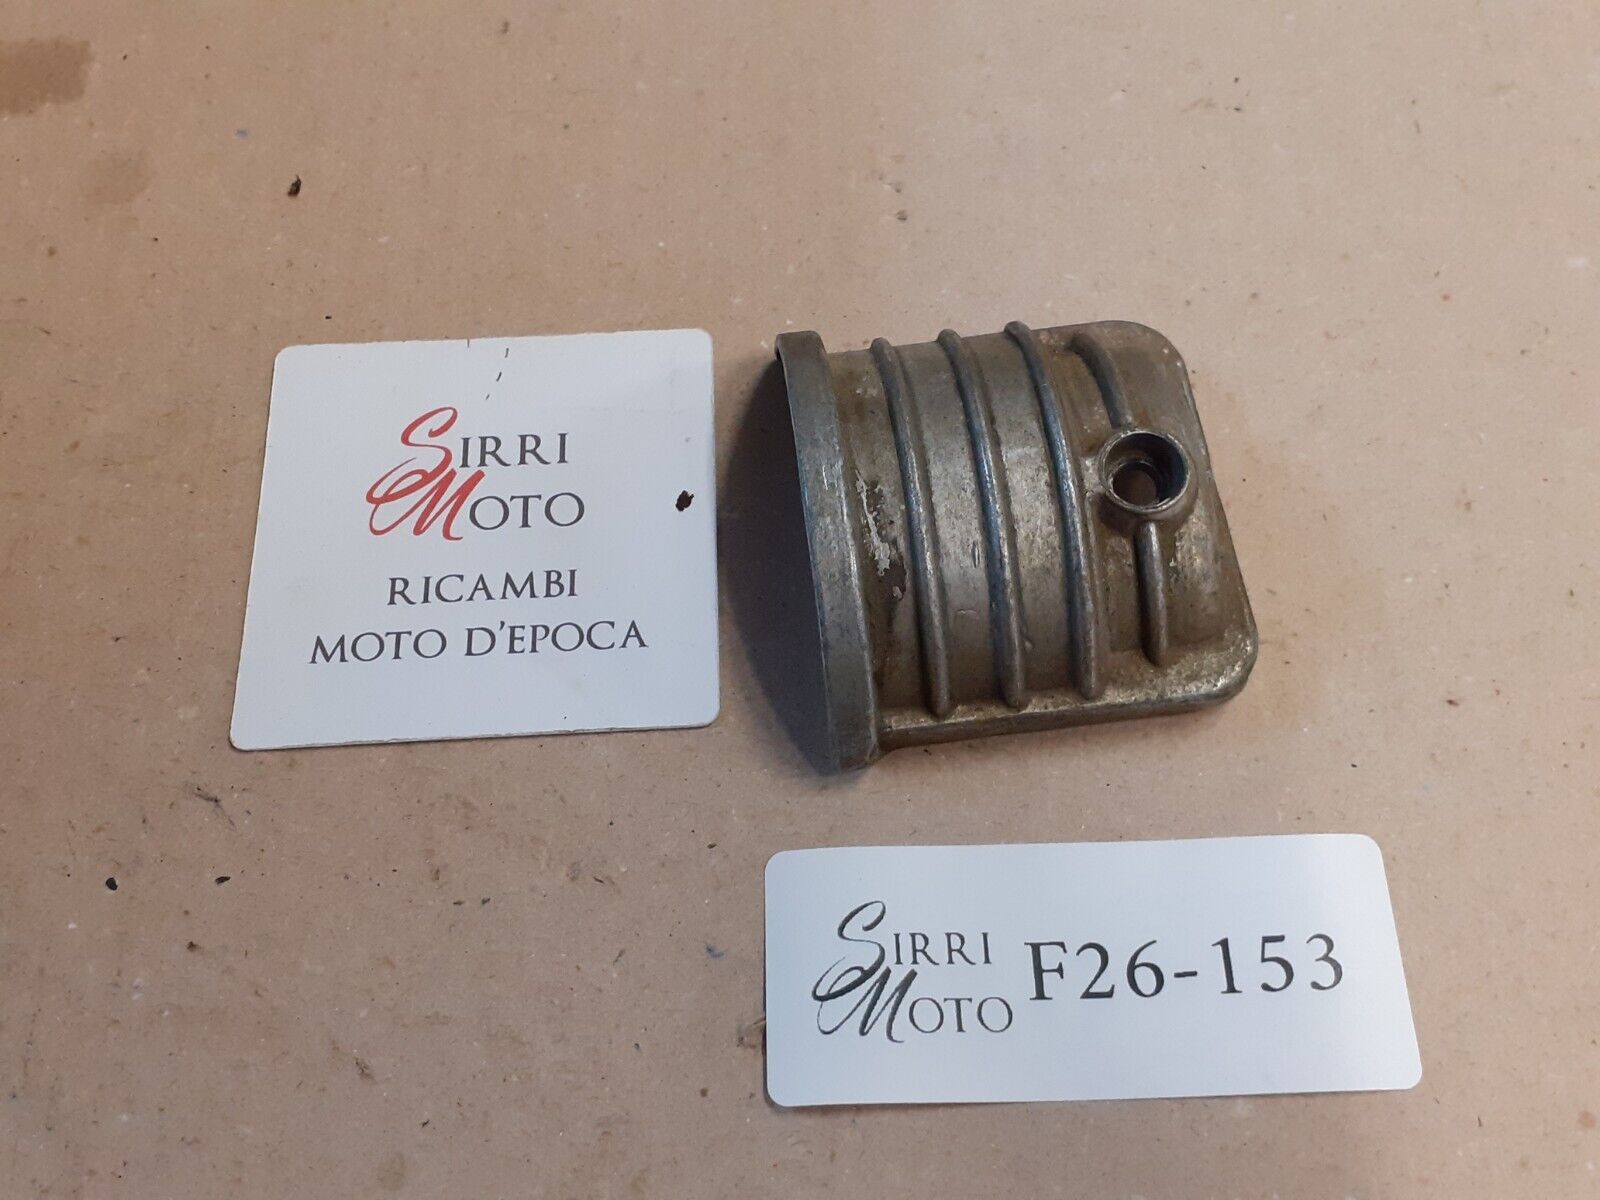 SIRRI
MOTO
RICAMBI
MOTO D'EPOCA
SIRRI
MOTO
F26-153